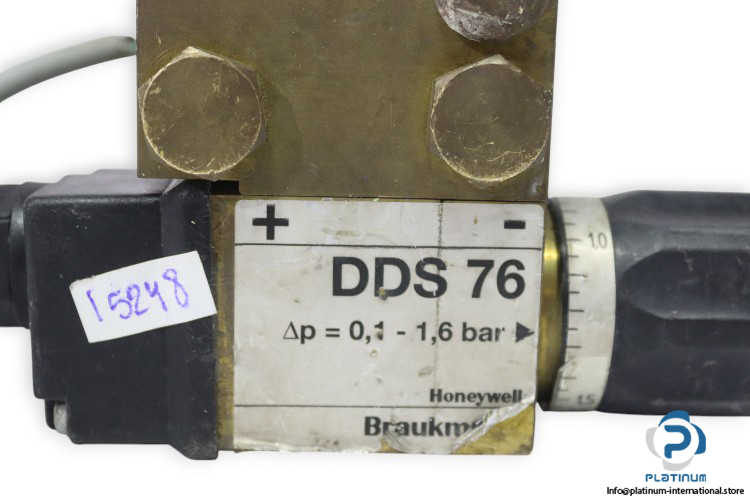 + -
1.0
DDS 76
15248
Δp = 0,1 - 1,6 bar ▶
Honeywell
1.5
PLATINUM
Info@platinum-international.store